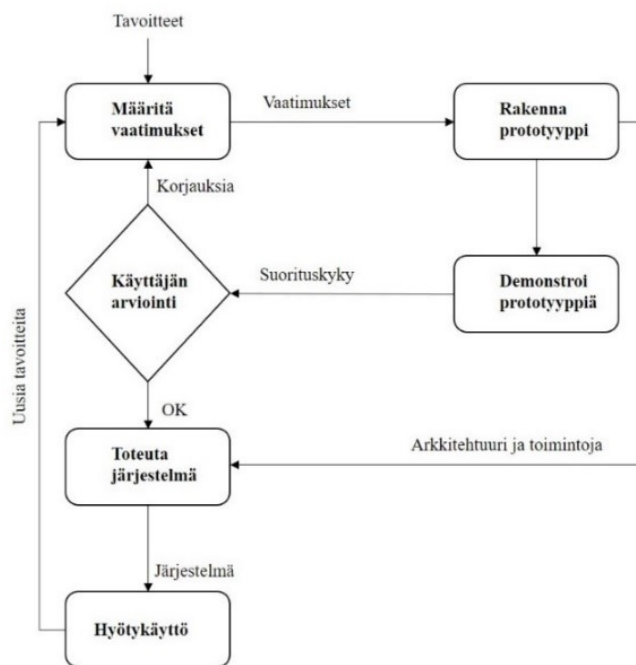 Tavoitteet
Määritä
vaatimukset
Vaatimukset
Rakenna
prototyyppi
Korjauksia
Käyttäjän
arviointi
Suorituskyky
Demonstroi
prototyyppiä
Uusia tavoitteita
OK
Toteuta
järjestelmä
Arkkitehtuuri ja toimintoja
Järjestelmä
Hyötykäyttö